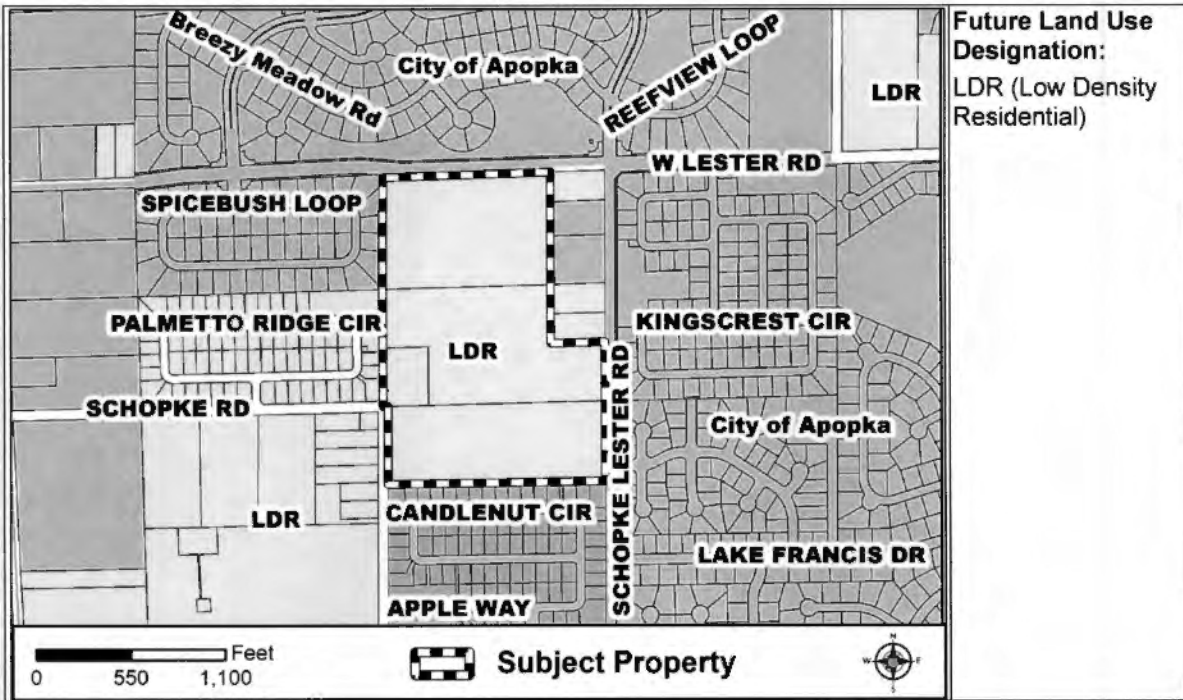 Breezy Meadow Rd
City of Apopka
REEFVIEW LOOP
LDR
W LESTER RD
SPICEBUSH LOOP
PALMETTO RIDGE CIR
LDR
KINGSCREST CIR
SCHOPKE RD
SCHOPKE LESTER RD
City of Apopka
LDR
CANDLENUT CIR
LAKE FRANCIS DR
APPLE WAY
Future Land Use
Designation:
LDR (Low Density
Residential)
Feet
0 550 1,100
Subject Property
N
W E
S